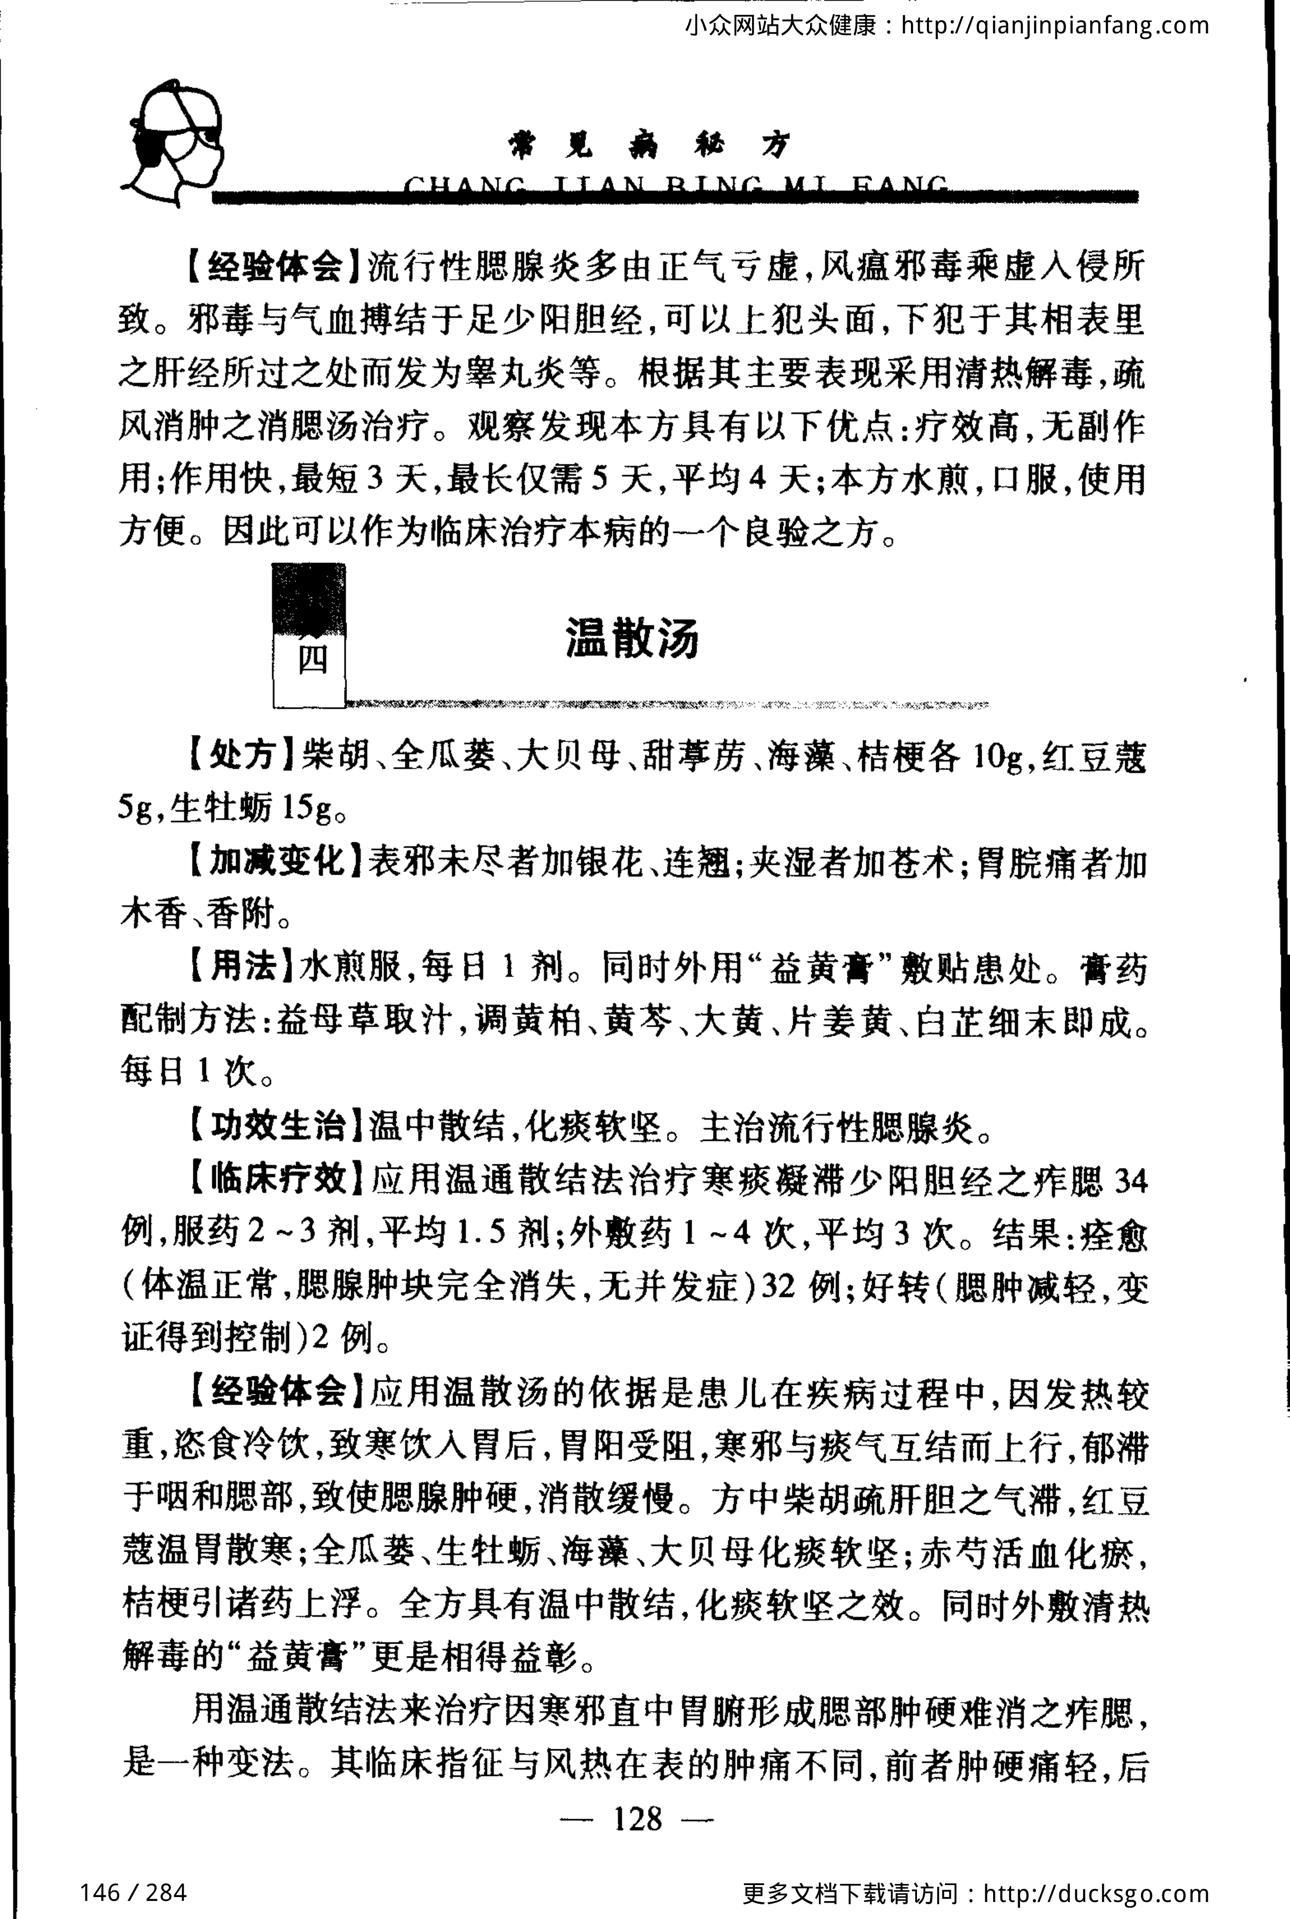 小众网站大众健康：http://qianjinpianfang.com
常见病秘方
CHANG JIAN BING MI FANG
【经验体会】流行性腮腺炎多由正气亏虚,风瘟邪毒乘虚入侵所
致。邪毒与气血搏结于足少阳胆经,可以上犯头面,下犯于其相表里
之肝经所过之处而发为睾丸炎等。根据其主要表现采用清热解毒,疏
风消肿之消腮汤治疗。观察发现本方具有以下优点:疗效高,无副作
用;作用快,最短3 天,最长仅需5 天,平均4 天;本方水煎,口服,使用
方便。因此可以作为临床治疗本病的一个良验之方。
四
温散汤
【处方】柴胡、全瓜蒌、大贝母、甜葶苈、海藻、桔梗各 10g,红豆蔻
5g,生牡蛎 15g。
【加减变化】表邪未尽者加银花、连翘;夹湿者加苍术;胃脘痛者加
木香、香附。
【用法】水煎服,每日 1 剂。同时外用“益黄膏”敷贴患处。膏药
配制方法:益母草取汁,调黄柏、黄芩、大黄、片姜黄、白芷细末即成。
每日 1 次。
【功效生治】温中散结,化痰软坚。主治流行性腮腺炎。
【临床疗效】应用温通散结法治疗寒痰凝滞少阳胆经之痄腮 34
例,服药2~3 剂,平均1.5 剂;外敷药1~4 次,平均3 次。结果:痊愈
(体温正常,腮腺肿块完全消失,无并发症)32 例;好转(腮肿减轻,变
证得到控制)2 例。
【经验体会】应用温散汤的依据是患儿在疾病过程中,因发热较
重,恣食冷饮,致寒饮入胃后,胃阳受阻,寒邪与痰气互结而上行,郁滞
于咽和腮部,致使腮腺肿硬,消散缓慢。方中柴胡疏肝胆之气滞,红豆
蔻温胃散寒;全瓜蒌、生牡蛎、海藻、大贝母化痰软坚;赤芍活血化瘀,
桔梗引诸药上浮。全方具有温中散结,化痰软坚之效。同时外敷清热
解毒的“益黄膏”更是相得益彰。
用温通散结法来治疗因寒邪直中胃腑形成腮部肿硬难消之痄腮,
是一种变法。其临床指征与风热在表的肿痛不同,前者肿硬痛轻,后
— 128 —
146 / 284
更多文档下载请访问：http://ducksgo.com